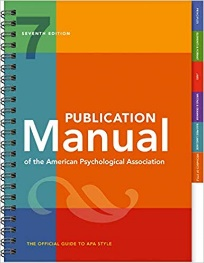 7
SEVENTH EDITION
PUBLICATION
Manual
of the American Psychological Association
THE OFFICIAL GUIDE TO APA STYLE